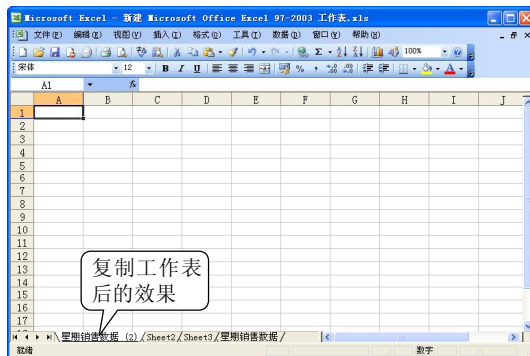 Microsoft Excel - 新建 Microsoft Office Excel 97-2003 工作表.xls
文件(F) 编辑(E) 视图(V) 插入(I) 格式(O) 工具(T) 数据(D) 窗口(W) 帮助(H)
100%
宋体 12 B I U % ,
A1 fx
A B C D E F G H I J
1
2
3
4
5
6
7
8
9
10
11
12
13
14
15
16
17
复制工作表
后的效果
星期销售数据 (2) / Sheet2 / Sheet3 / 星期销售数据 /
就绪 数字